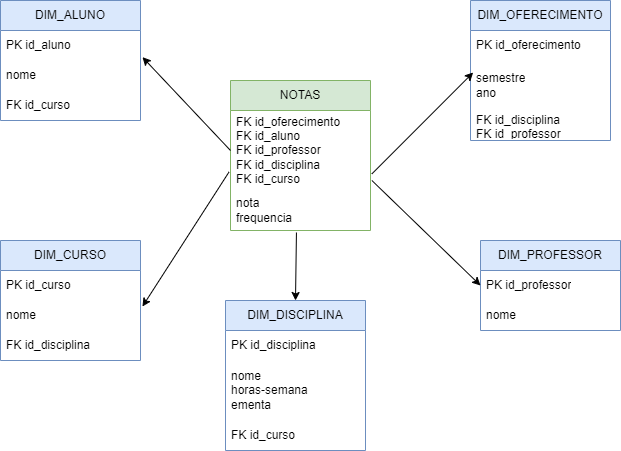 DIM_ALUNO
PK id_aluno
nome
FK id_curso
DIM_OFERECIMENTO
PK id_oferecimento
semestre
ano
FK id_disciplina
FK id_professor
NOTAS
FK id_oferecimento
FK id_aluno
FK id_professor
FK id_disciplina
FK id_curso
nota
frequencia
DIM_CURSO
PK id_curso
nome
FK id_disciplina
DIM_DISCIPLINA
PK id_disciplina
nome
horas-semana
ementa
FK id_curso
DIM_PROFESSOR
PK id_professor
nome